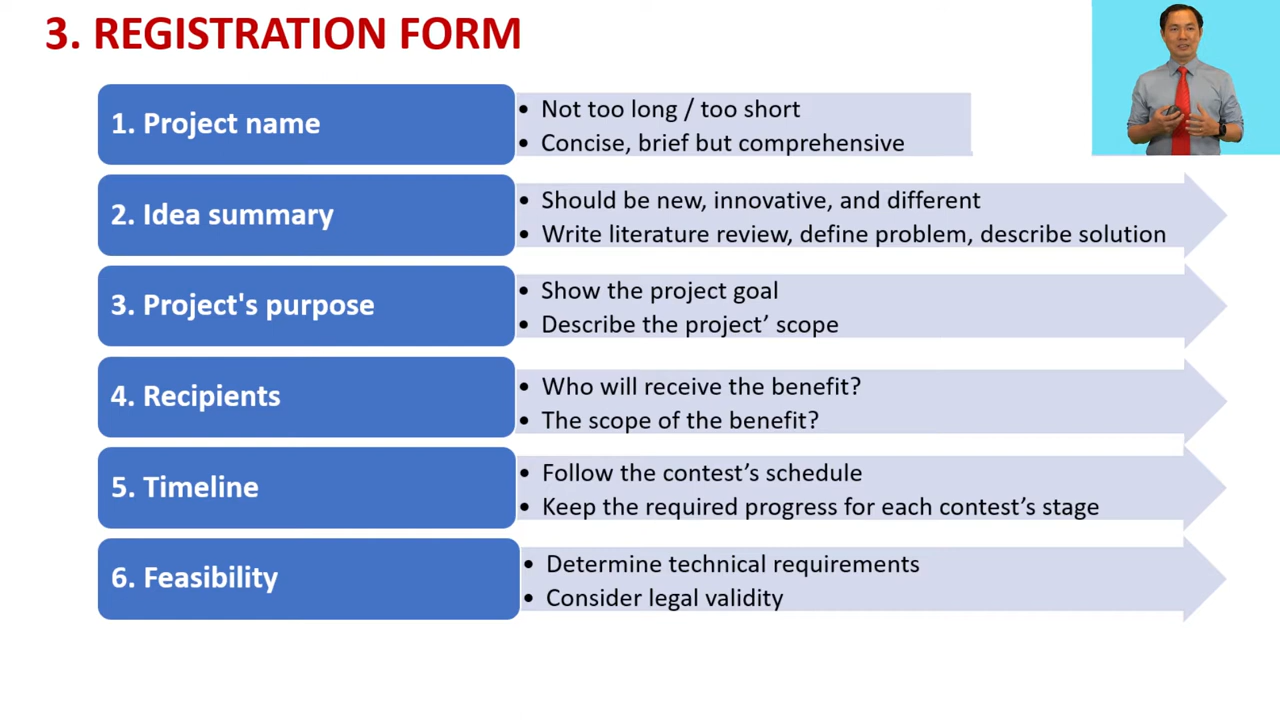 3. REGISTRATION FORM
1. Project name
• Not too long / too short
• Concise, brief but comprehensive
2. Idea summary
• Should be new, innovative, and different
• Write literature review, define problem, describe solution
3. Project's purpose
• Show the project goal
• Describe the project’ scope
4. Recipients
• Who will receive the benefit?
• The scope of the benefit?
5. Timeline
• Follow the contest’s schedule
• Keep the required progress for each contest’s stage
6. Feasibility
• Determine technical requirements
• Consider legal validity